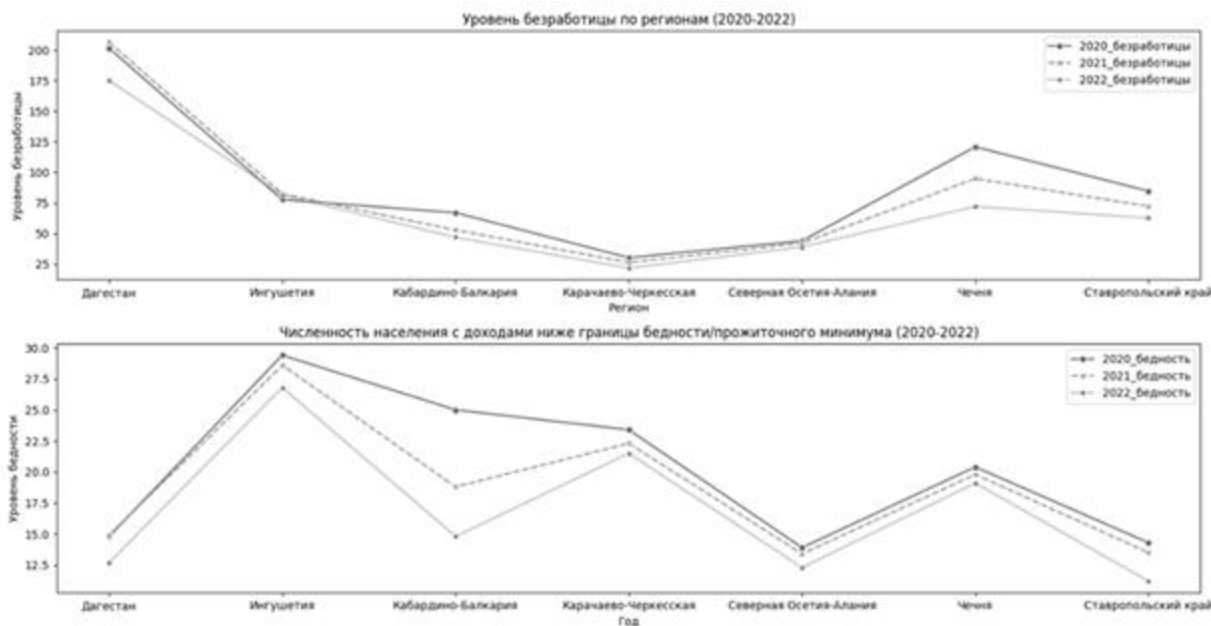 Уровень безработицы по регионам (2020-2022)
Уровень безработицы
200
175
150
125
100
75
50
25
2020_безработицы
2021_безработицы
2022_безработицы
Дагестан
Ингушетия
Кабардино-Балкария
Карачаево-Черкесская
Северная Осетия-Алания
Чечня
Ставропольский край
Регион
Численность населения с доходами ниже границы бедности/прожиточного минимума (2020-2022)
Уровень бедности
30.0
27.5
25.0
22.5
20.0
17.5
15.0
12.5
2020_бедность
2021_бедность
2022_бедность
Дагестан
Ингушетия
Кабардино-Балкария
Карачаево-Черкесская
Северная Осетия-Алания
Чечня
Ставропольский край
Год